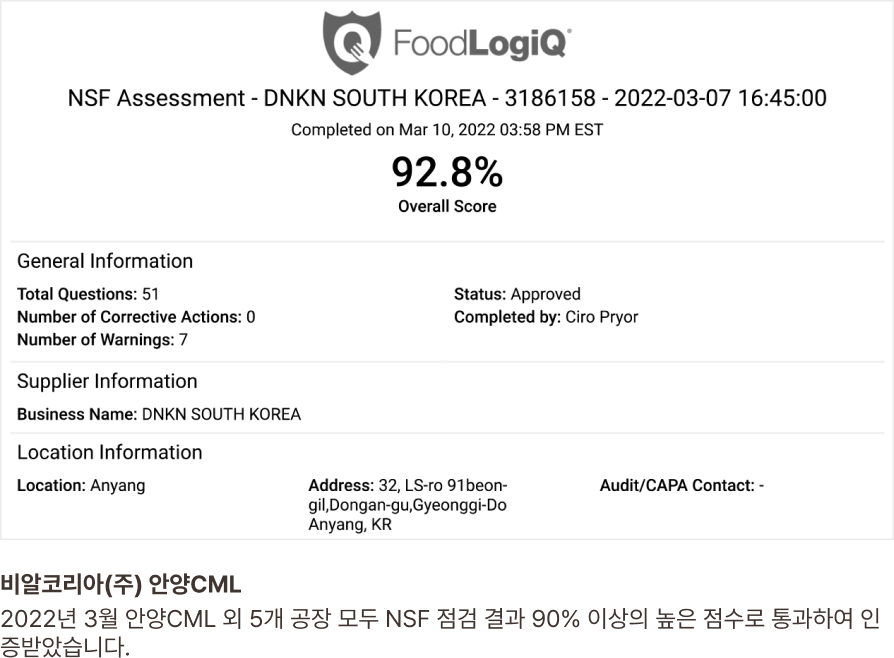 FoodLogiQ®
NSF Assessment - DNKN SOUTH KOREA - 3186158 - 2022-03-07 16:45:00
Completed on Mar 10, 2022 03:58 PM EST
92.8%
Overall Score
General Information
Total Questions: 51
Status: Approved
Number of Corrective Actions: 0
Completed by: Ciro Pryor
Number of Warnings: 7
Supplier Information
Business Name: DNKN SOUTH KOREA
Location Information
Location: Anyang
Address: 32, LS-ro 91beon-
gil,Dongan-gu,Gyeonggi-Do
Anyang, KR
Audit/CAPA Contact: -
비알코리아(주) 안양CML
2022년 3월 안양CML 외 5개 공장 모두 NSF 점검 결과 90% 이상의 높은 점수로 통과하여 인
증받았습니다.